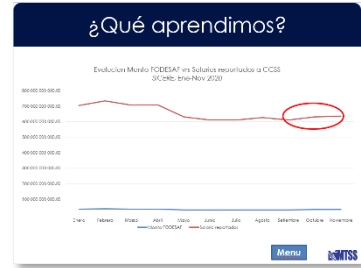 ¿Qué aprendimos?
Evolucion Monto FODESAF vrs Salarios reportados a CCSS
SICERE, Ene-Nov 2020
800.000.000.000,00
700.000.000.000,00
600.000.000.000,00
500.000.000.000,00
400.000.000.000,00
300.000.000.000,00
200.000.000.000,00
100.000.000.000,00
Enero Febrero Marzo Abril Mayo Junio Julio Agosto Setiembre Octubre Noviembre
Monto FODESAF Salarios reportados
Menu
MTSS